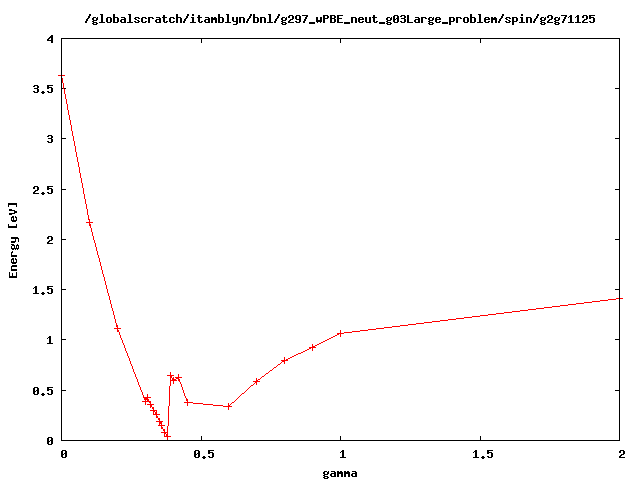 /globalscratch/itamblyn/bnl/g297_wPBE_neut_g03Large_problem/spin/g2g71125
4
3.5
3
2.5
2
1.5
1
0.5
0
Energy [eV]
0 0.5 1 1.5 2
gamma